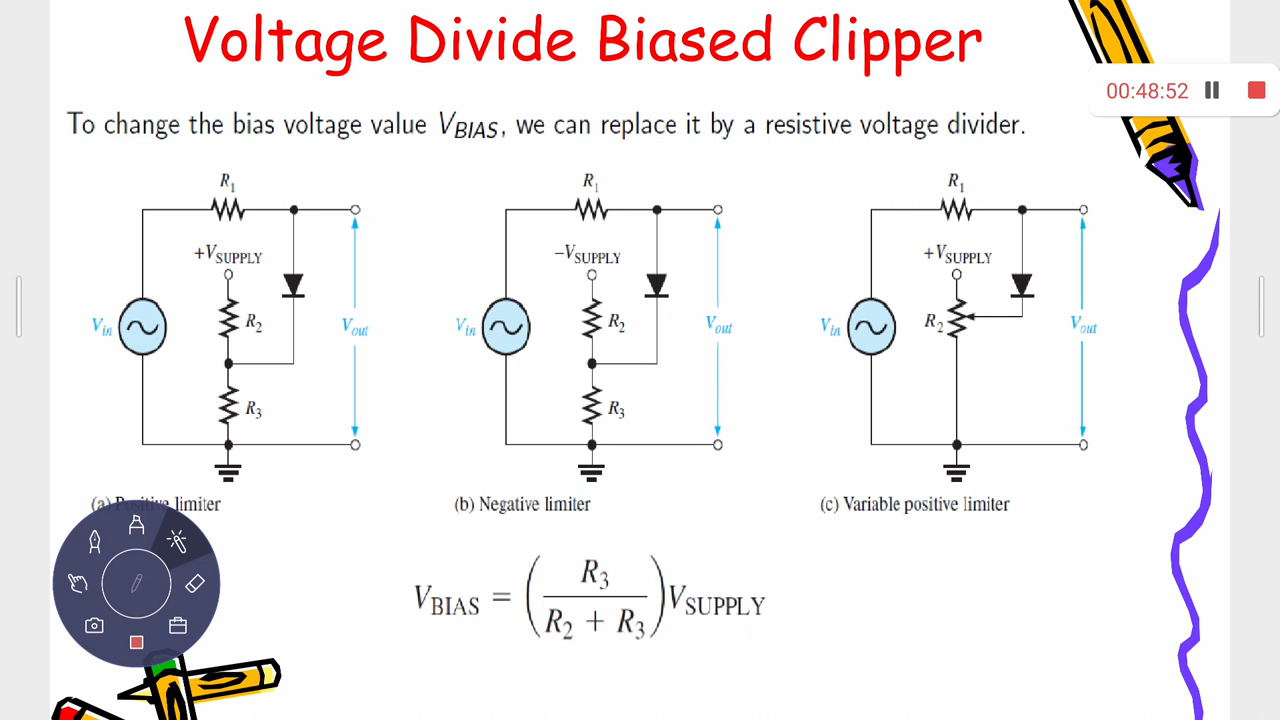 Voltage Divide Biased Clipper
00:48:52
To change the bias voltage value V_BIAS, we can replace it by a resistive voltage divider.
R1
+V_SUPPLY
R2
V_in
V_out
R3
(a) Positive limiter
R1
−V_SUPPLY
R2
V_in
V_out
R3
(b) Negative limiter
R1
+V_SUPPLY
R2
V_in
V_out
(c) Variable positive limiter
V_BIAS = (R3 / (R2 + R3)) V_SUPPLY